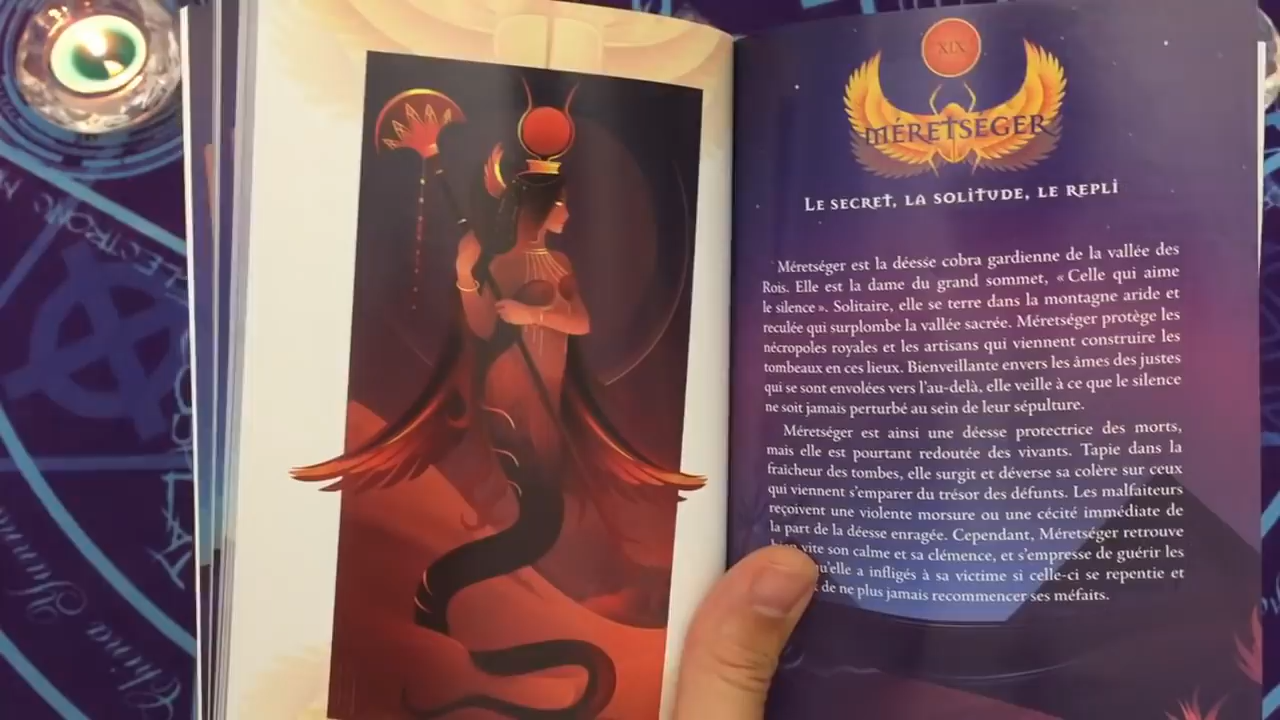 XIX
MÉRETSÉGER
LE SECRET, LA SOLITUDE, LE REPLI
Méretséger est la déesse cobra gardienne de la vallée des
Rois. Elle est la dame du grand sommet, « Celle qui aime
le silence ». Solitaire, elle se terre dans la montagne aride et
reculée qui surplombe la vallée sacrée. Méretséger protège les
nécropoles royales et les artisans qui viennent construire les
tombeaux en ces lieux. Bienveillante envers les âmes des justes
qui se sont envolées vers l'au-delà, elle veille à ce que le silence
ne soit jamais perturbé au sein de leur sépulture.
Méretséger est ainsi une déesse protectrice des morts,
mais elle est pourtant redoutée des vivants. Tapie dans la
fraîcheur des tombes, elle surgit et déverse sa colère sur ceux
qui viennent s'emparer du trésor des défunts. Les malfaiteurs
reçoivent une violente morsure ou une cécité immédiate de
la part de la déesse enragée. Cependant, Méretséger retrouve
bien vite son calme et sa clémence, et s'empresse de guérir les
qu'elle a infligés à sa victime si celle-ci se repentie et
de ne plus jamais recommencer ses méfaits.